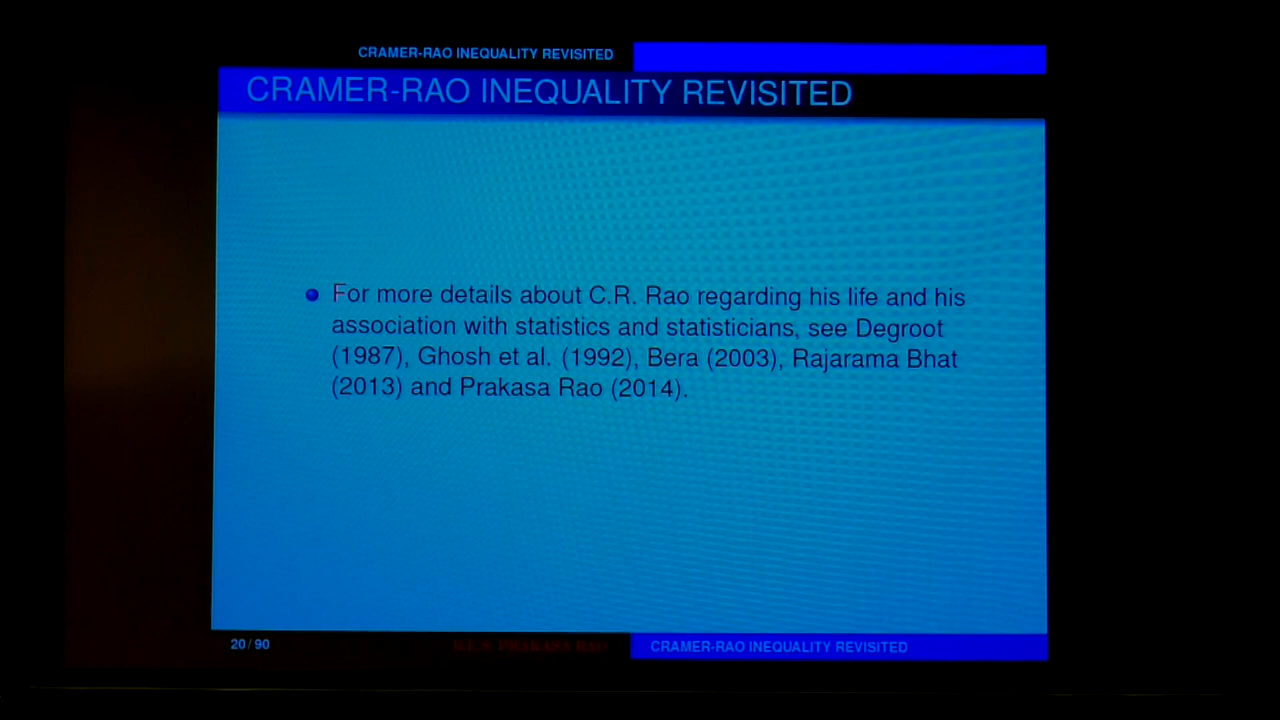 CRAMER-RAO INEQUALITY REVISITED
CRAMER-RAO INEQUALITY REVISITED
For more details about C.R. Rao regarding his life and his
association with statistics and statisticians, see Degroot
(1987), Ghosh et al. (1992), Bera (2003), Rajarama Bhat
(2013) and Prakasa Rao (2014).
20 / 90
B.L.S. PRAKASA RAO
CRAMER-RAO INEQUALITY REVISITED